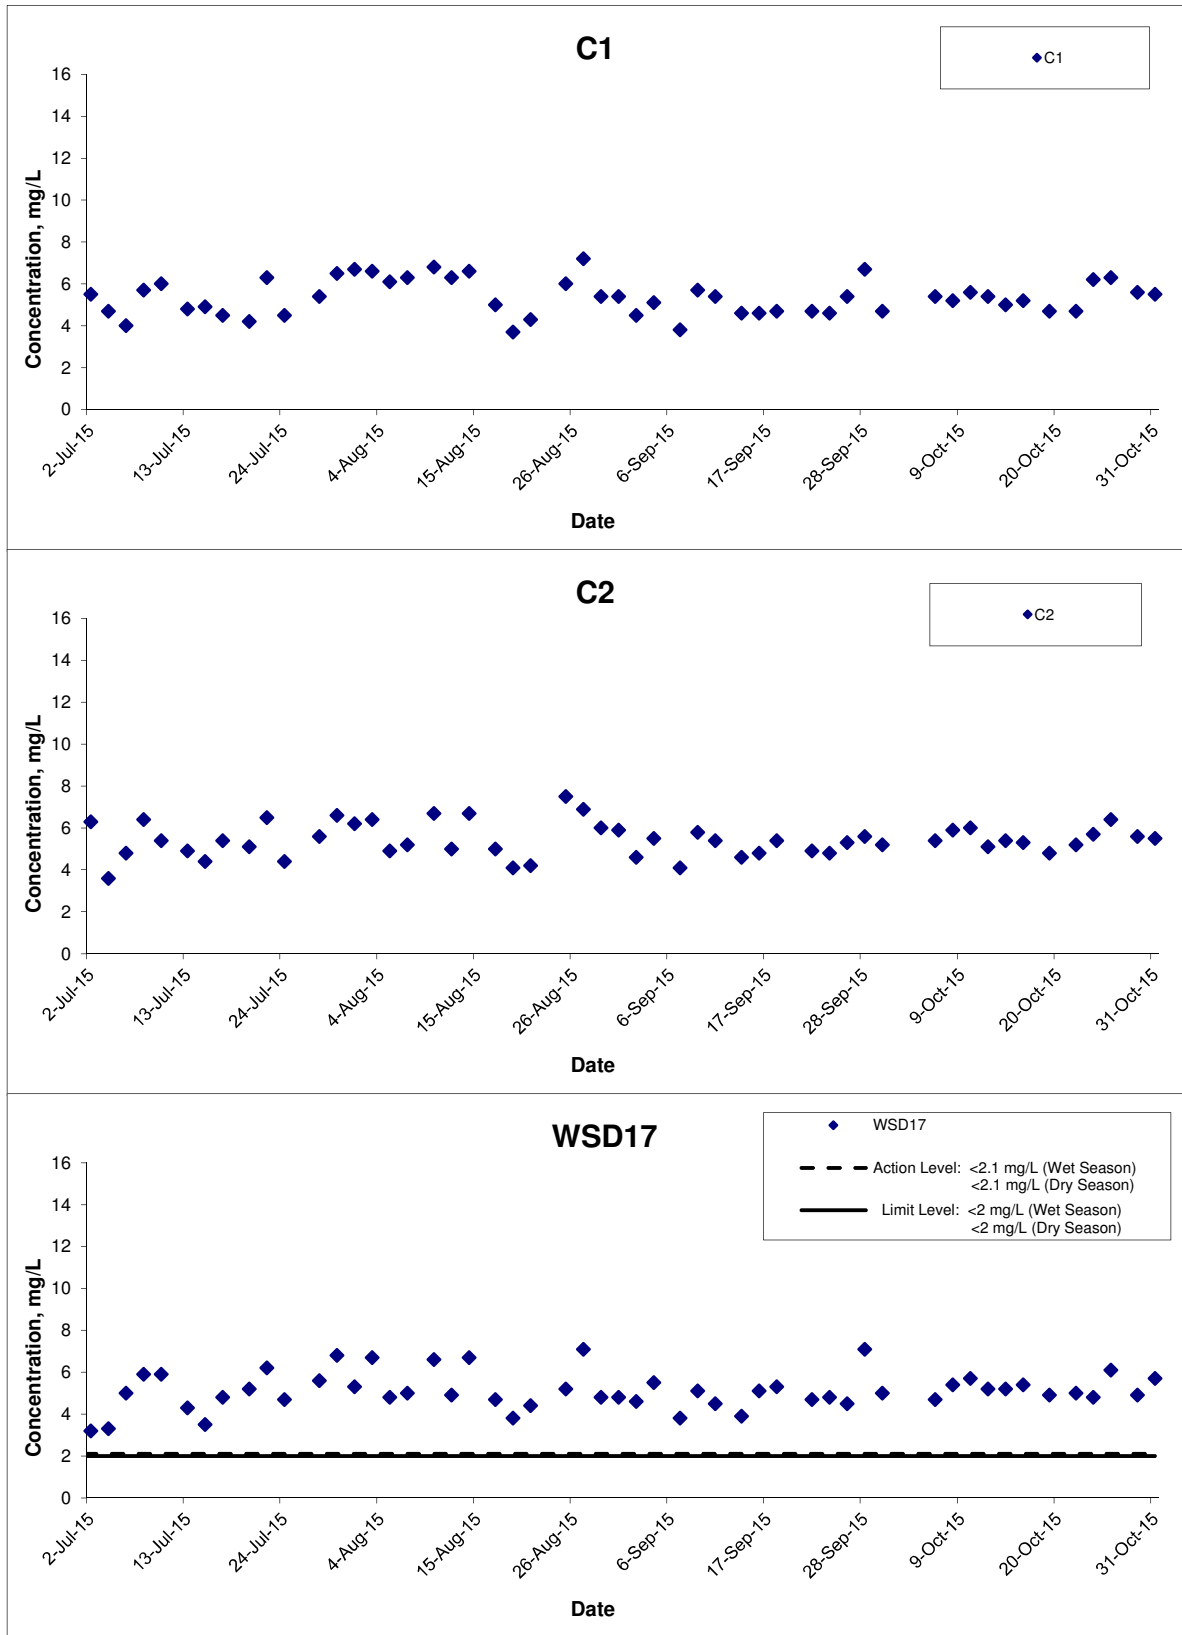 C1
C1
16
14
12
10
8
6
4
2
0
Concentration, mg/L
2-Jul-15
13-Jul-15
24-Jul-15
4-Aug-15
15-Aug-15
26-Aug-15
6-Sep-15
17-Sep-15
28-Sep-15
9-Oct-15
20-Oct-15
31-Oct-15
Date
C2
C2
16
14
12
10
8
6
4
2
0
Concentration, mg/L
2-Jul-15
13-Jul-15
24-Jul-15
4-Aug-15
15-Aug-15
26-Aug-15
6-Sep-15
17-Sep-15
28-Sep-15
9-Oct-15
20-Oct-15
31-Oct-15
Date
WSD17
WSD17
Action Level: <2.1 mg/L (Wet Season)
<2.1 mg/L (Dry Season)
Limit Level: <2 mg/L (Wet Season)
<2 mg/L (Dry Season)
16
14
12
10
8
6
4
2
0
Concentration, mg/L
2-Jul-15
13-Jul-15
24-Jul-15
4-Aug-15
15-Aug-15
26-Aug-15
6-Sep-15
17-Sep-15
28-Sep-15
9-Oct-15
20-Oct-15
31-Oct-15
Date